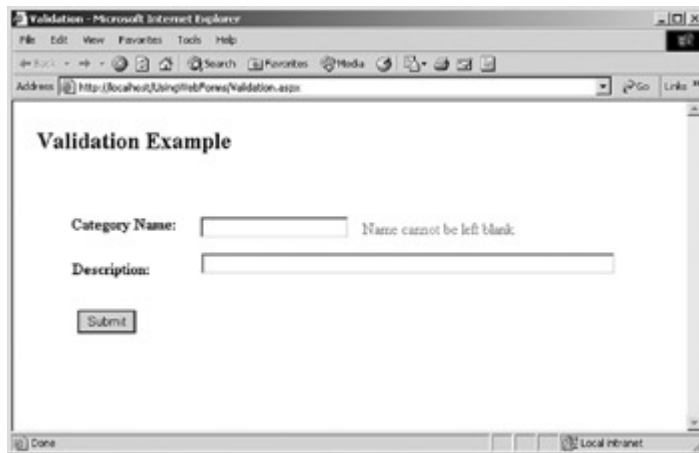 Validation - Microsoft Internet Explorer
File Edit View Favorites Tools Help
Back Search Favorites Media
Address http://localhost/UsingWebForms/Validation.aspx Go Links »
Validation Example
Category Name: Name cannot be left blank
Description:
Submit
Done Local intranet